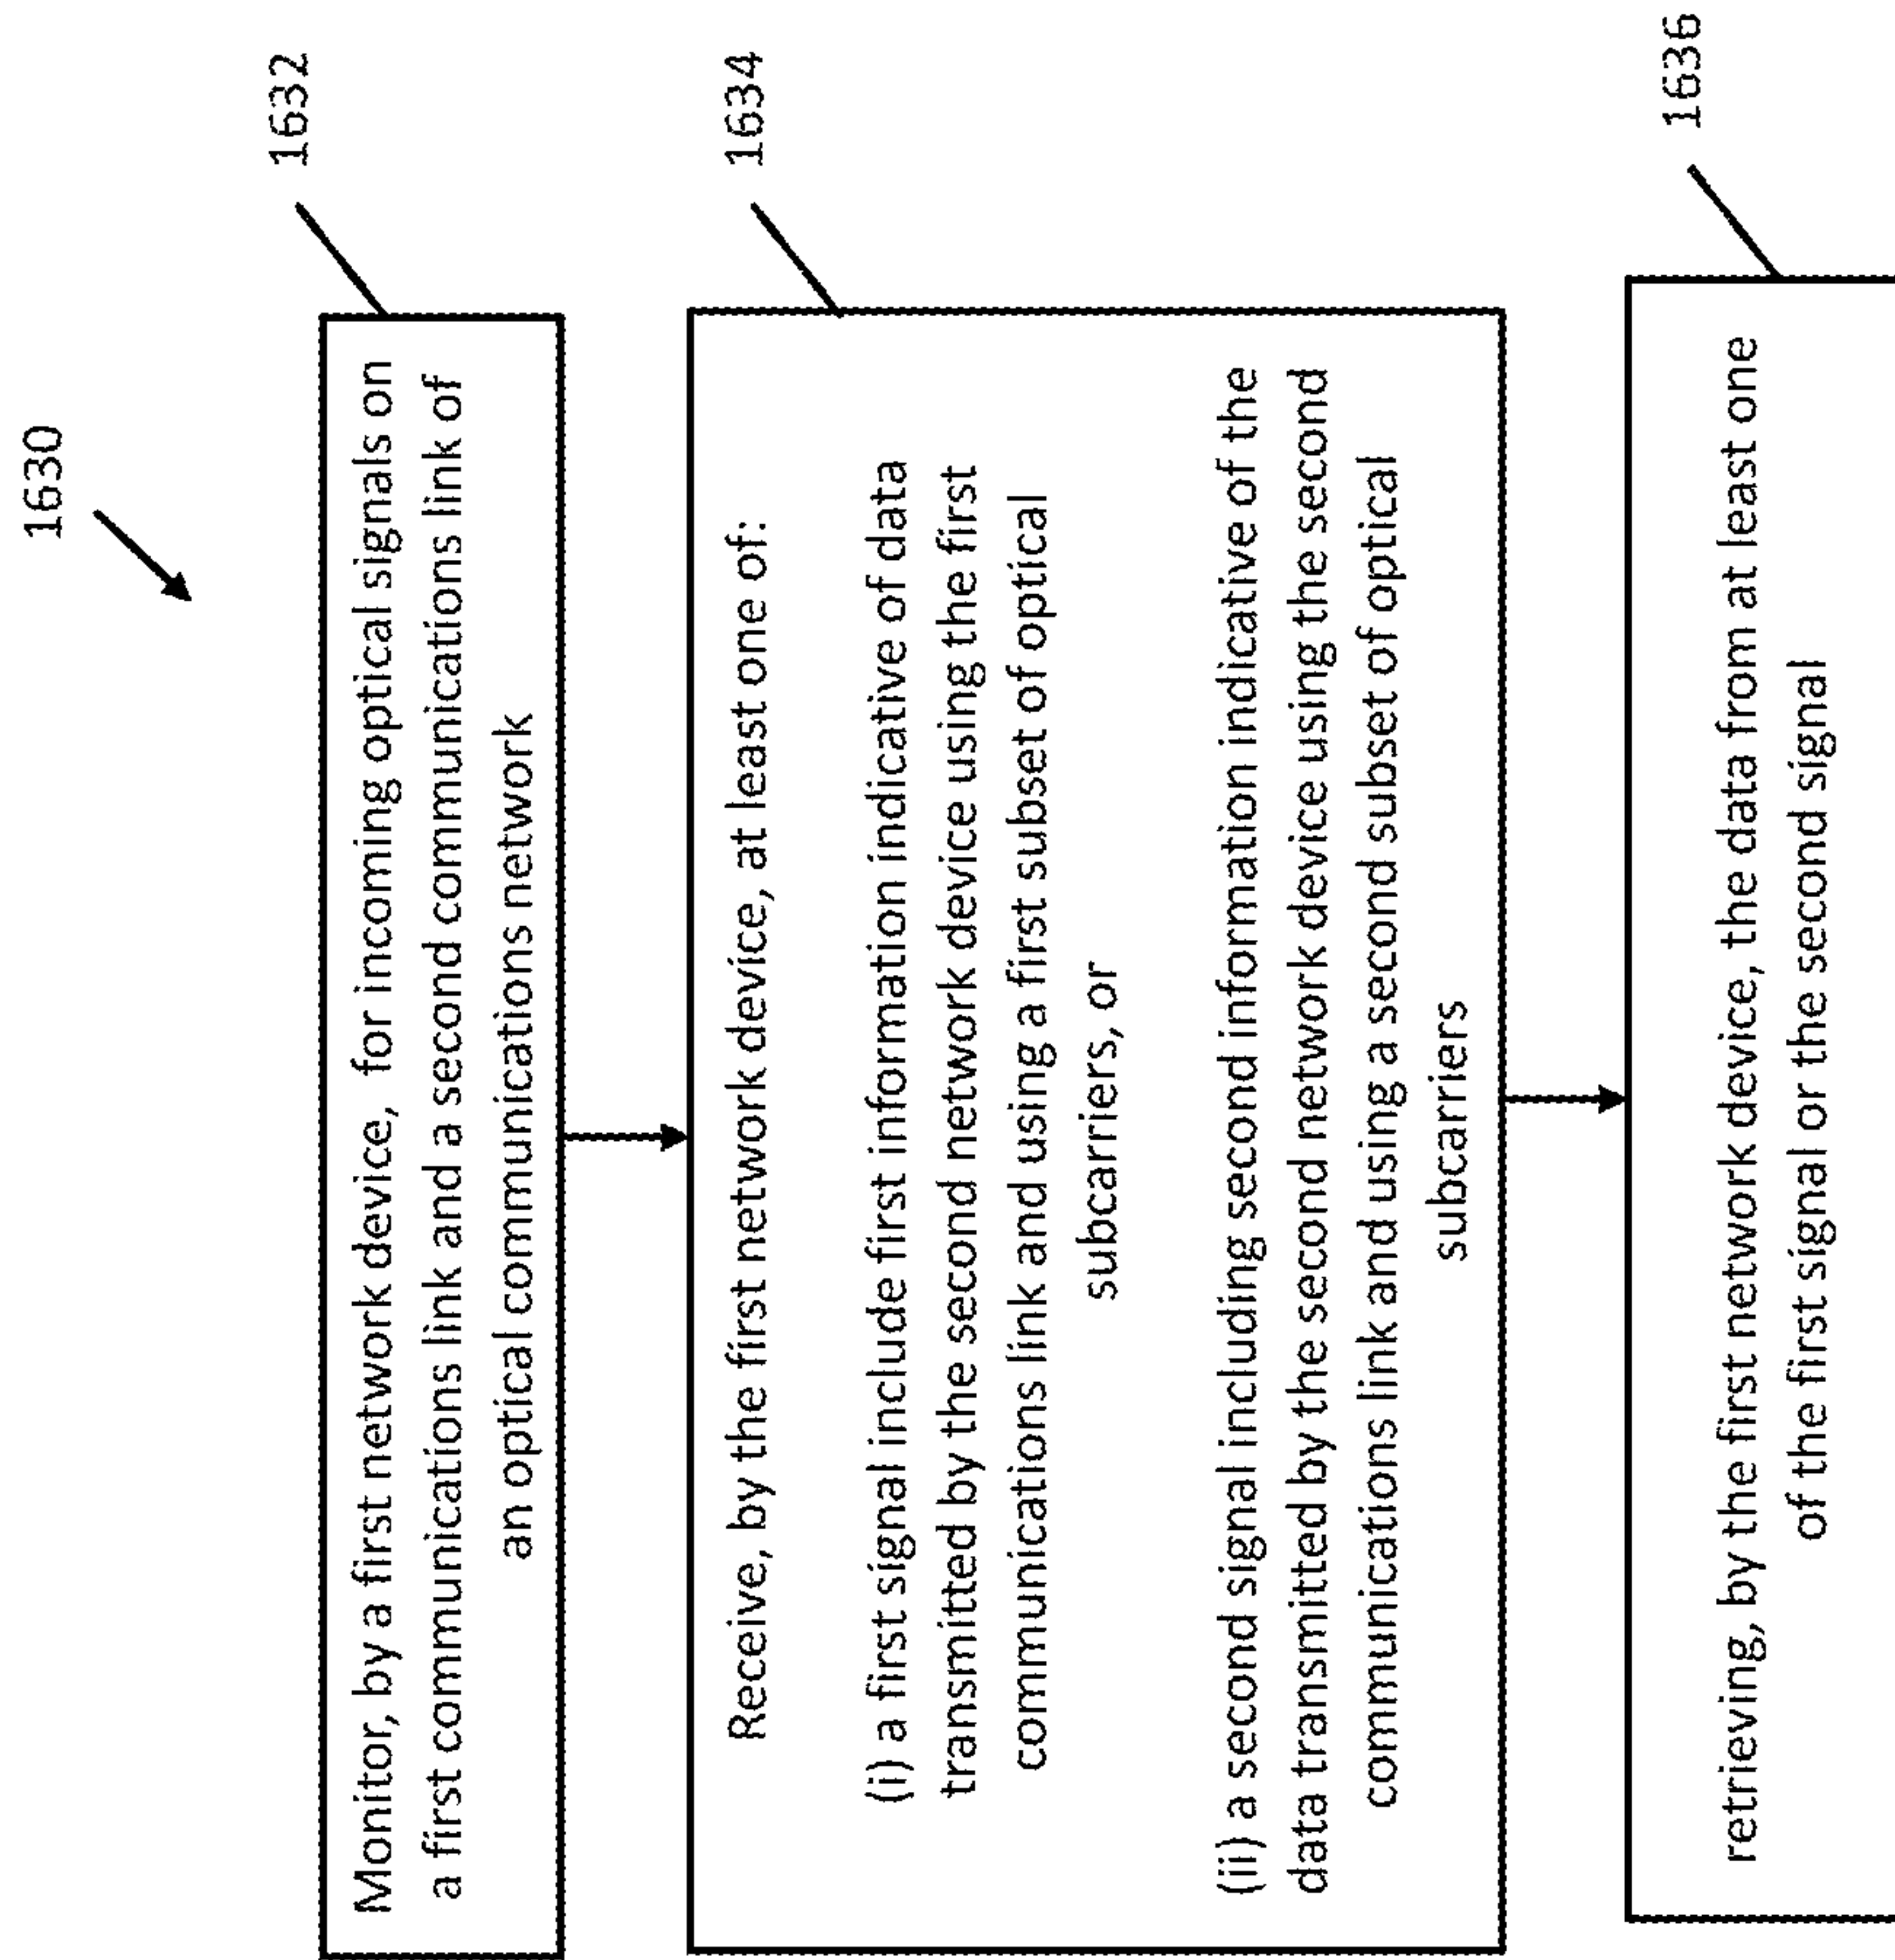 1630
1632
Monitor, by a first network device, for incoming optical signals on
a first communications link and a second communications link of
an optical communications network
1634
Receive, by the first network device, at least one of:
(i) a first signal include first information indicative of data
transmitted by the second network device using the first
communications link and using a first subset of optical
subcarriers, or
(ii) a second signal including second information indicative of the
data transmitted by the second network device using the second
communications link and using a second subset of optical
subcarriers
1636
retrieving, by the first network device, the data from at least one
of the first signal or the second signal